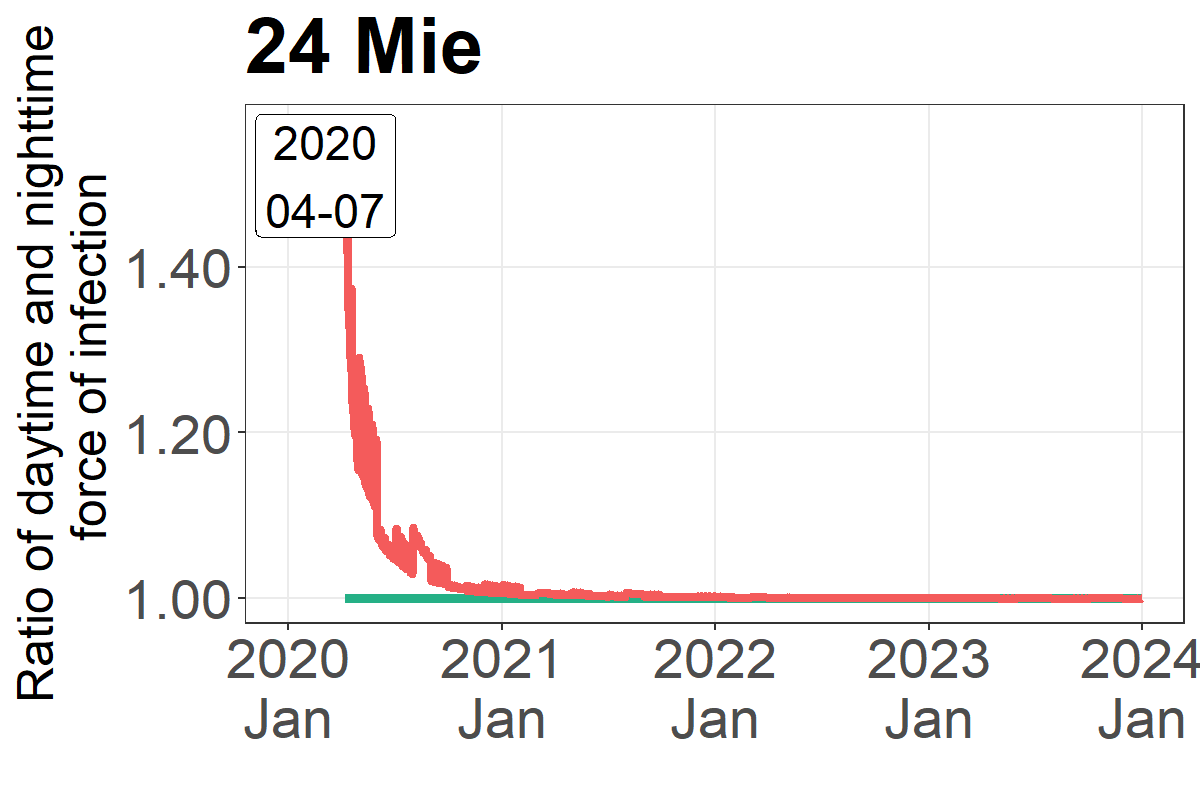 24 Mie
Ratio of daytime and nighttime
force of infection
2020
04-07
1.40
1.20
1.00
2020 2021 2022 2023 2024
Jan Jan Jan Jan Jan